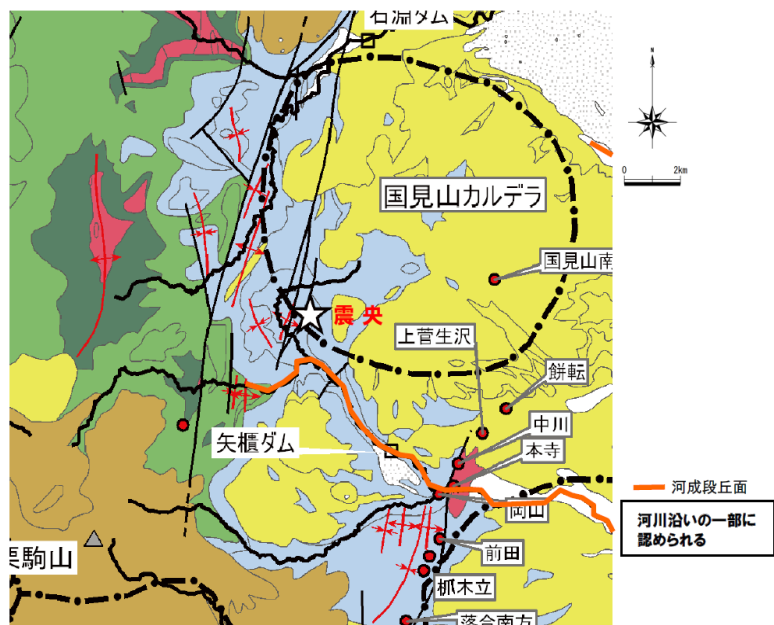 石淵ダム
N
0 2km
国見山カルデラ
国見山南
震央
上菅生沢
餅転
中川
矢櫃ダム
本寺
河成段丘面
岡山
河川沿いの一部に
認められる
前田
栗駒山
梛木立
落合南方